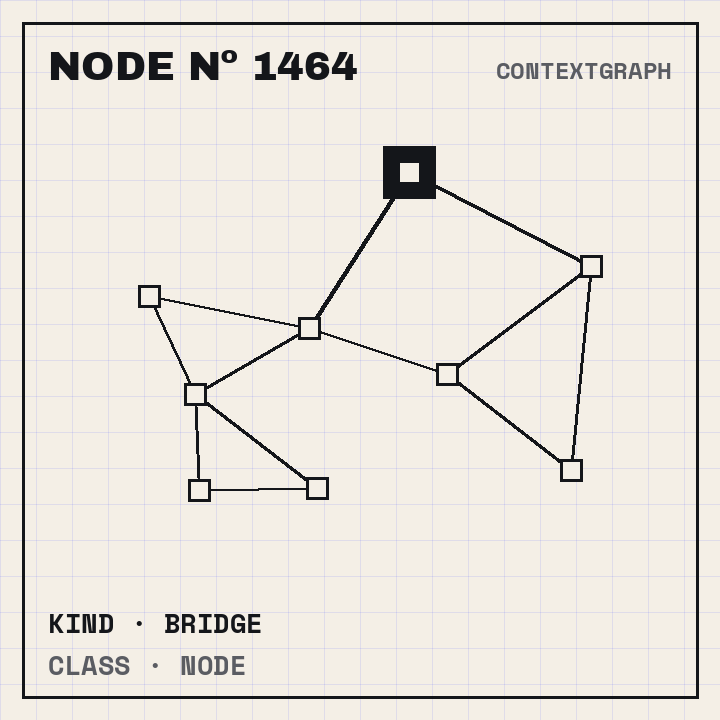 NODE Nº 1464
CONTEXTGRAPH
KIND · BRIDGE
CLASS · NODE